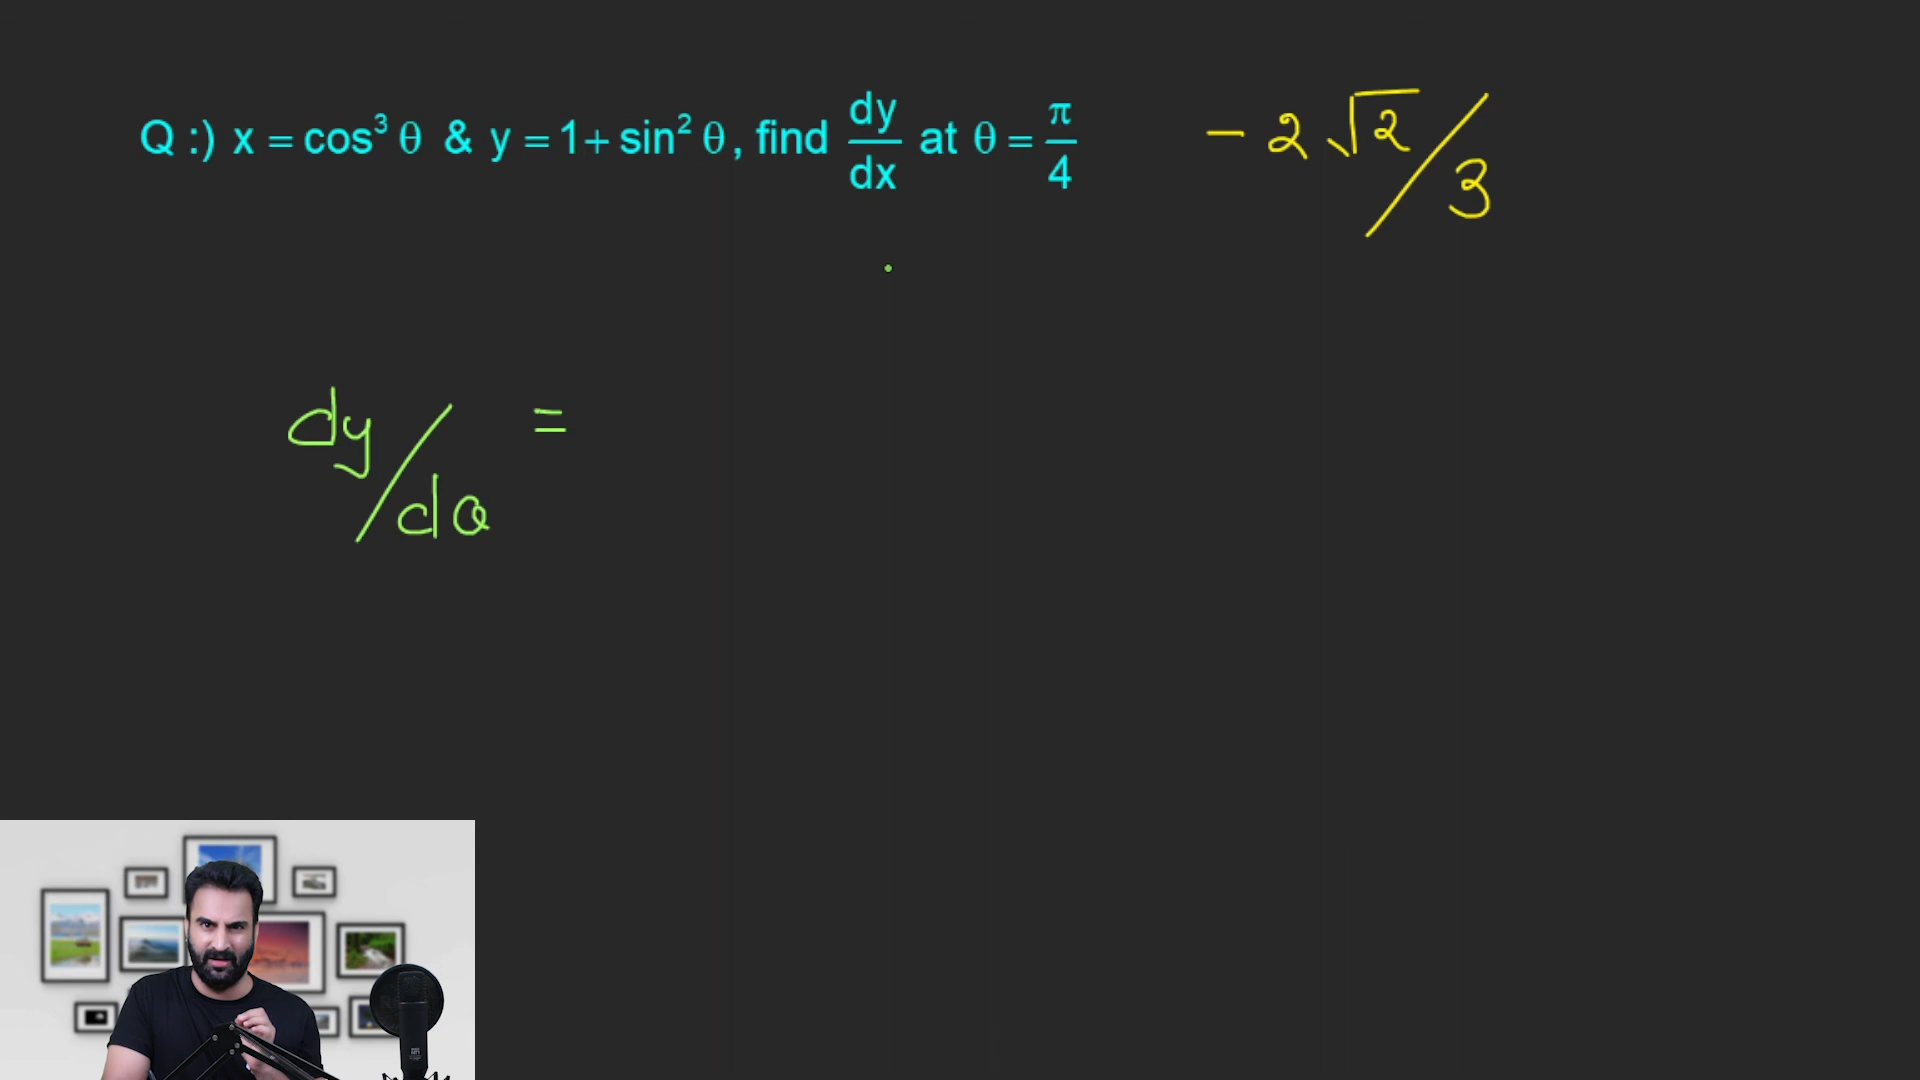 Q :) x = cos³ θ & y = 1 + sin² θ, find dy/dx at θ = π/4
- 2 √2 / 3
dy/dθ =